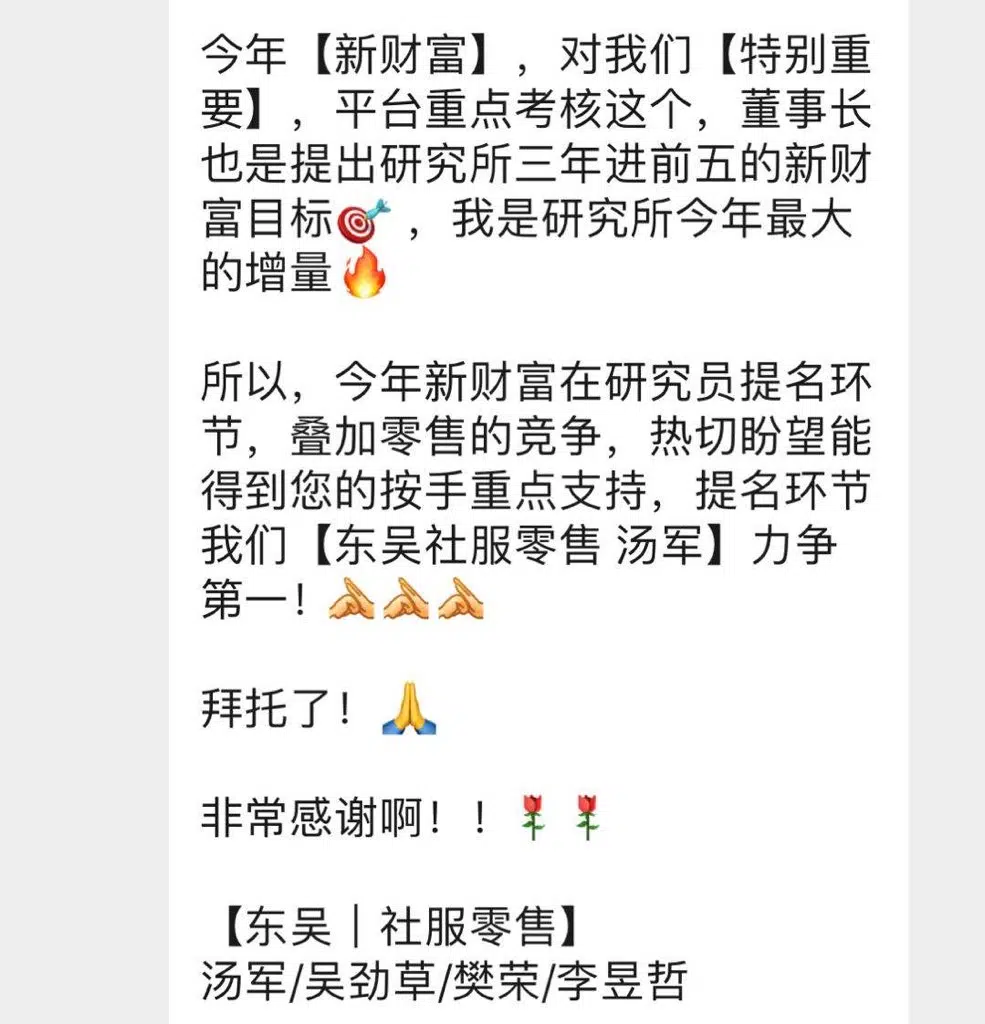 今年【新财富】，对我们【特别重
要】，平台重点考核这个，董事长
也是提出研究所三年进前五的新财
富目标🎯，我是研究所今年最大
的增量🔥
所以，今年新财富在研究员提名环
节，叠加零售的竞争，热切盼望能
得到您的按手重点支持，提名环节
我们【东吴社服零售 汤军】力争
第一！🫴🫴🫴
拜托了！🙏
非常感谢啊！！🌹🌹
【东吴｜社服零售】
汤军/吴劲草/樊荣/李昱哲